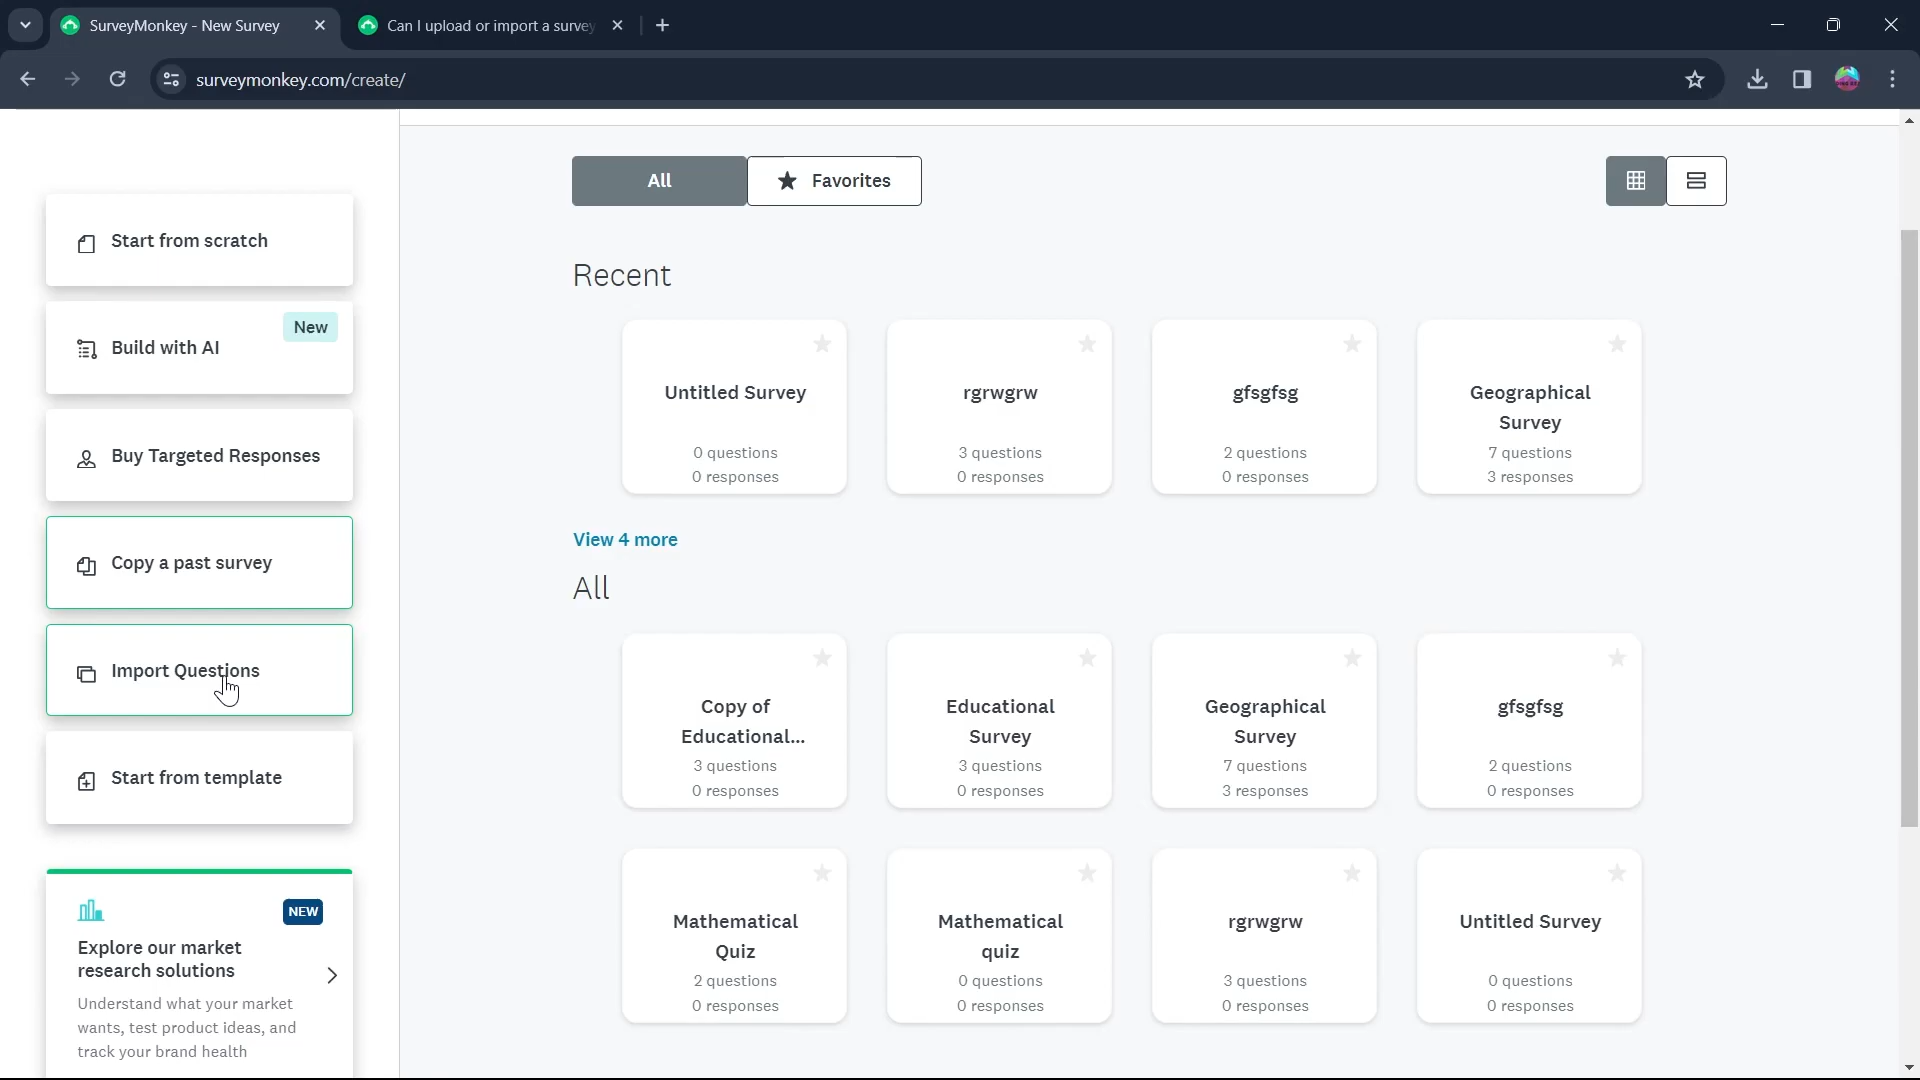 SurveyMonkey - New Survey
Can I upload or import a survey
surveymonkey.com/create/
Start from scratch
New
Build with AI
Buy Targeted Responses
Copy a past survey
Import Questions
Start from template
NEW
Explore our market
research solutions
Understand what your market
wants, test product ideas, and
track your brand health
All
Favorites
Recent
Untitled Survey
0 questions
0 responses
rgrwgrw
3 questions
0 responses
gfsgfsg
2 questions
0 responses
Geographical
Survey
7 questions
3 responses
View 4 more
All
Copy of
Educational...
3 questions
0 responses
Educational
Survey
3 questions
0 responses
Geographical
Survey
7 questions
3 responses
gfsgfsg
2 questions
0 responses
Mathematical
Quiz
2 questions
0 responses
Mathematical
quiz
0 questions
0 responses
rgrwgrw
3 questions
0 responses
Untitled Survey
0 questions
0 responses